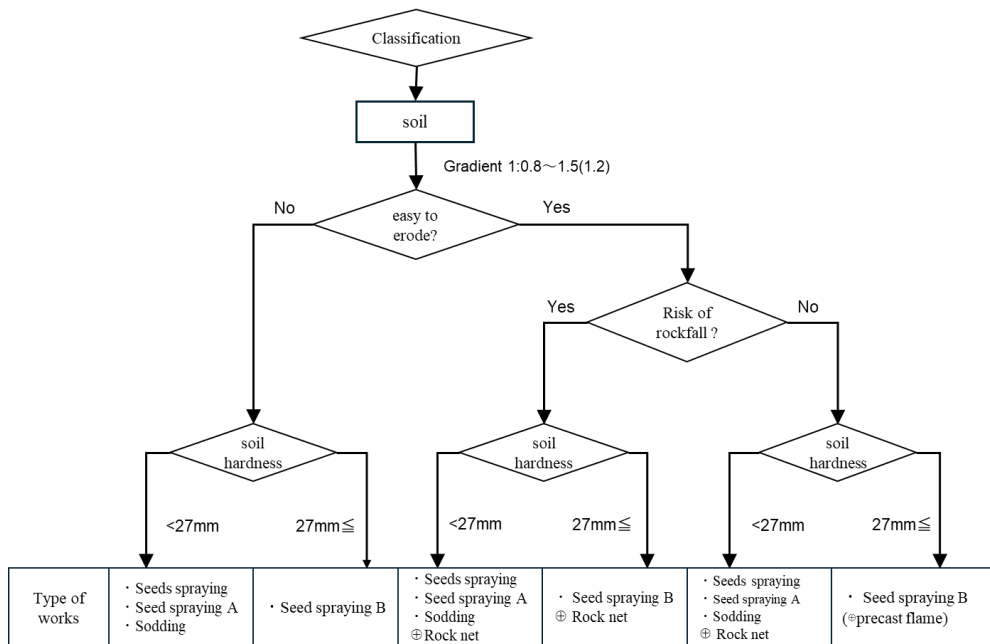 Classification
soil
Gradient 1:0.8～1.5(1.2)
No
easy to
erode?
Yes
Yes
Risk of
rockfall ?
No
soil
hardness
soil
hardness
soil
hardness
<27mm
27mm≦
<27mm
27mm≦
<27mm
27mm≦
Type of
works
・Seeds spraying
・Seed spraying A
・Sodding
・Seed spraying B
・Seeds spraying
・Seed spraying A
・Sodding
⊕Rock net
・Seed spraying B
⊕ Rock net
・Seeds spraying
・Seed spraying A
・Sodding
⊕ Rock net
・Seed spraying B
(⊕precast flame)